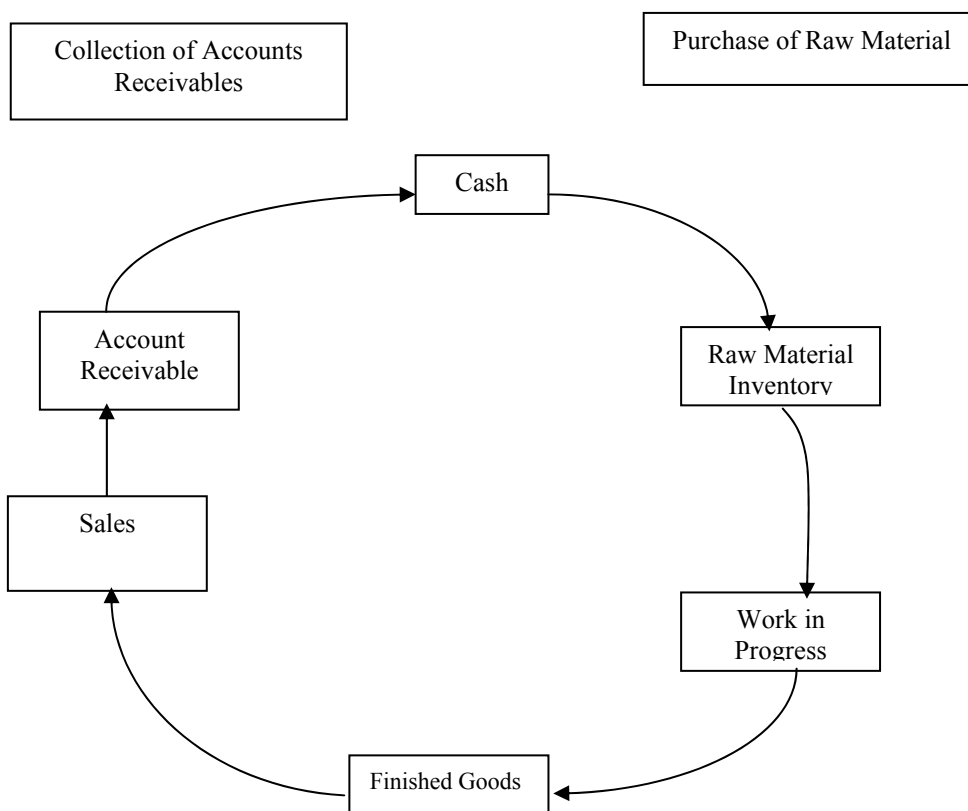 Collection of Accounts
Receivables
Purchase of Raw Material
Cash
Account
Receivable
Raw Material
Inventory
Sales
Work in
Progress
Finished Goods